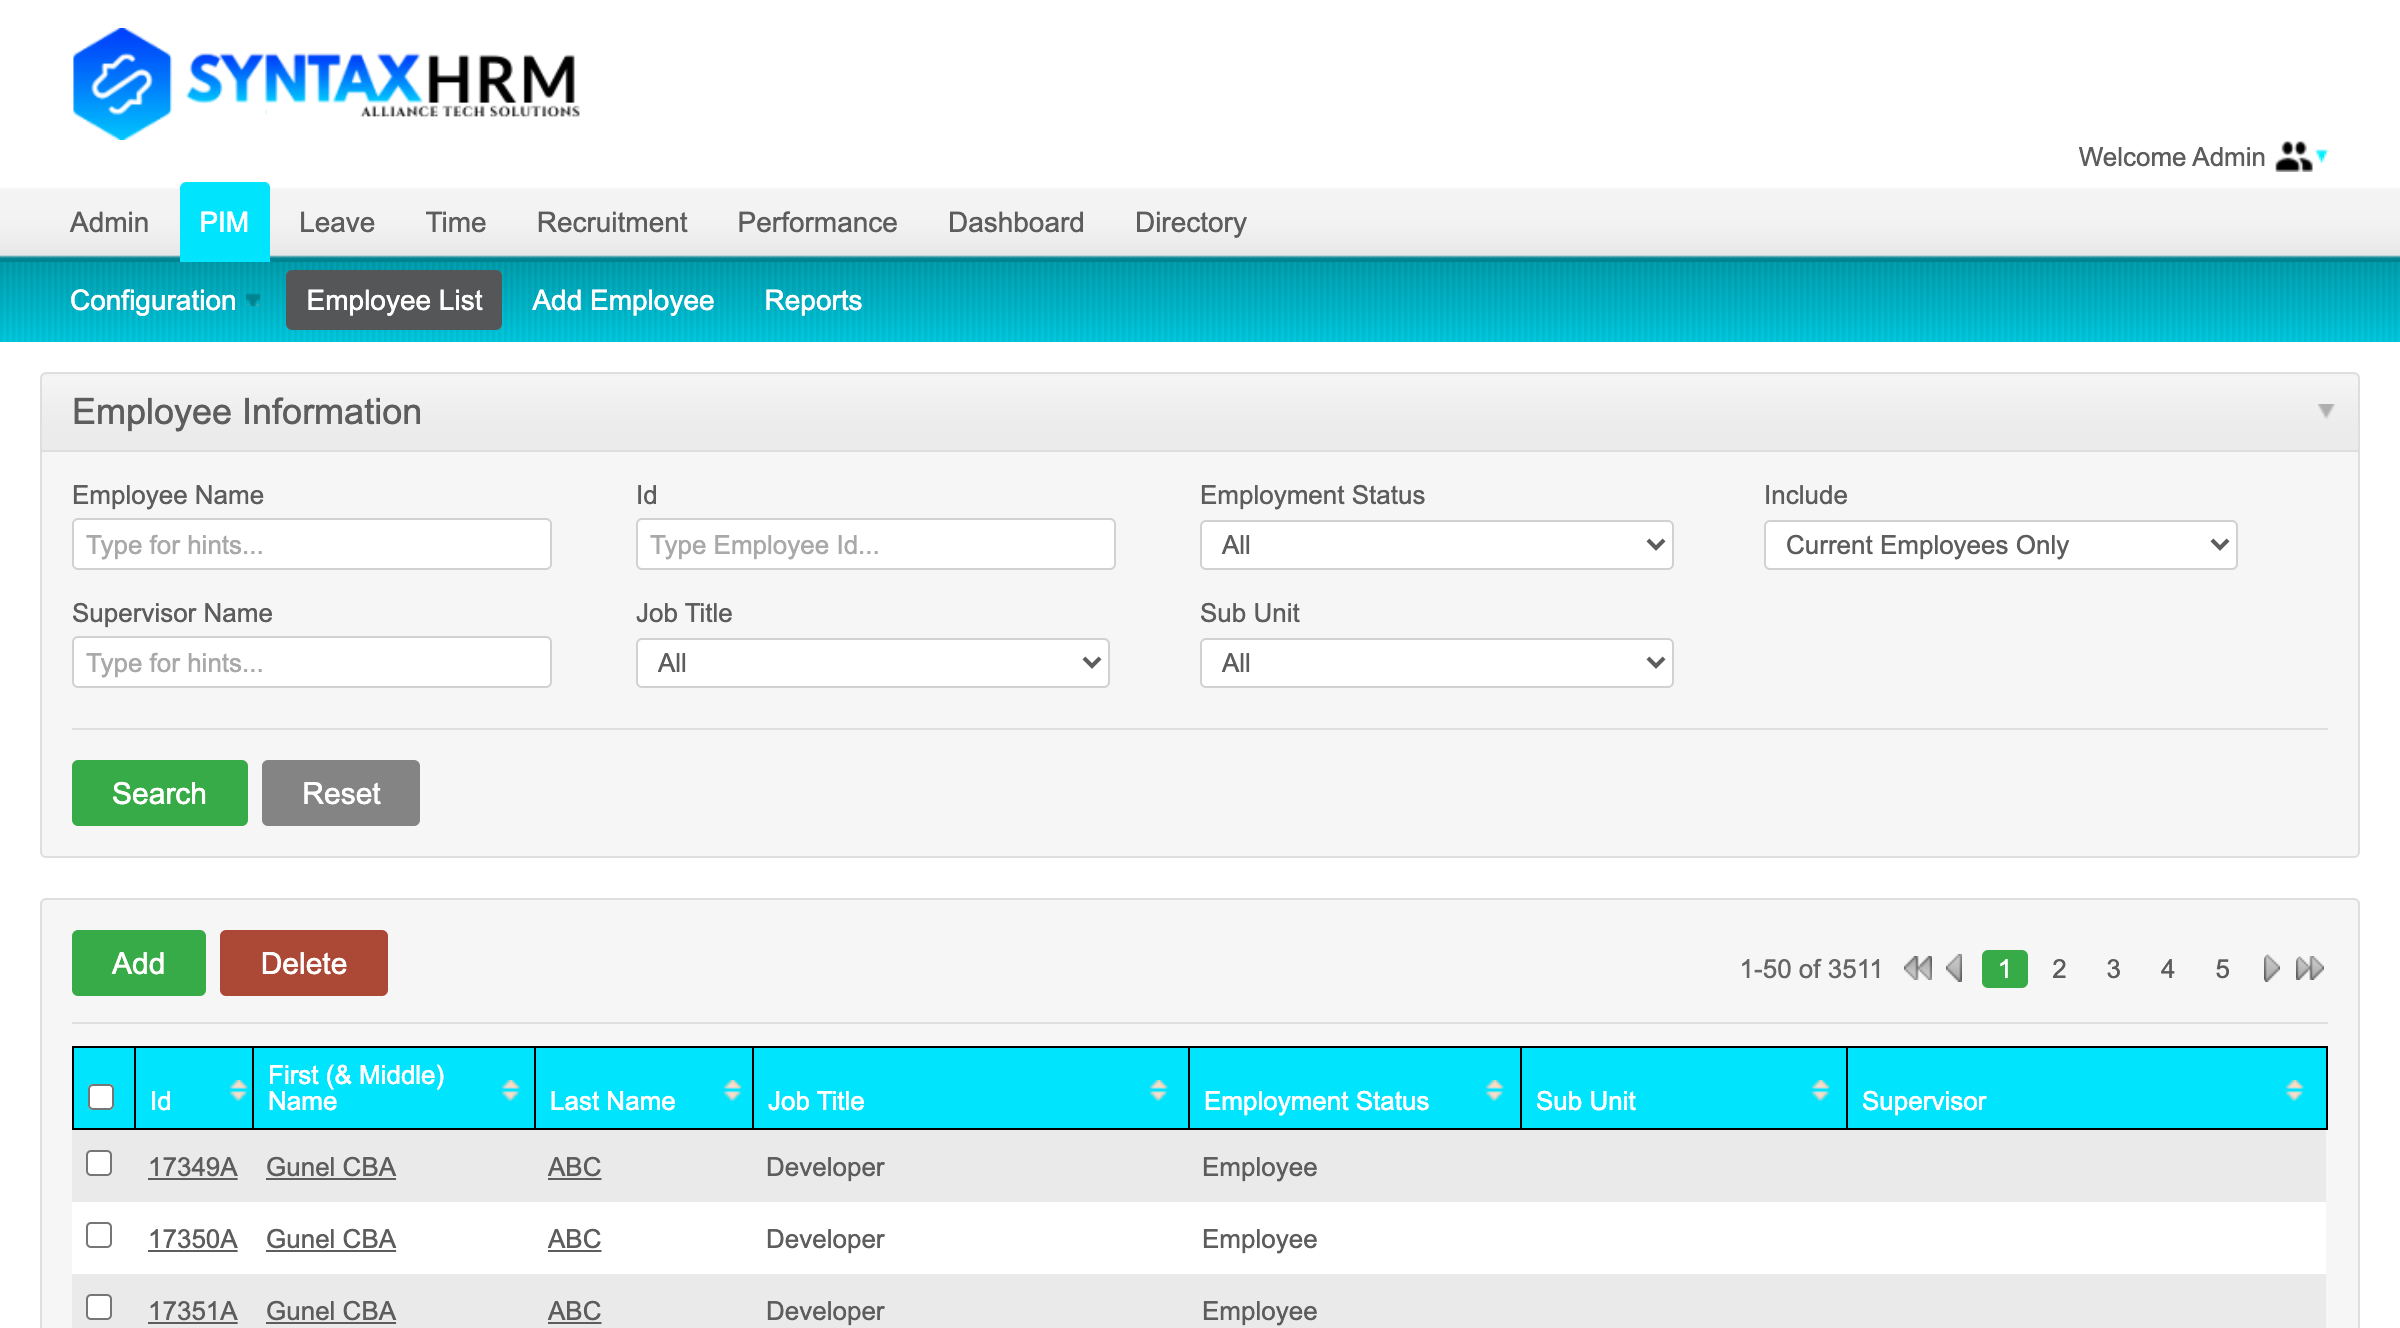 SYNTAXHRM
ALLIANCE TECH SOLUTIONS
Welcome Admin
Admin PIM Leave Time Recruitment Performance Dashboard Directory
Configuration Employee List Add Employee Reports
Employee Information
Employee Name Id Employment Status Include
Type for hints... Type Employee Id... All Current Employees Only
Supervisor Name Job Title Sub Unit
Type for hints... All All
Search Reset
Add Delete 1-50 of 3511 1 2 3 4 5
Id First (& Middle) Name Last Name Job Title Employment Status Sub Unit Supervisor
17349A Gunel CBA ABC Developer Employee
17350A Gunel CBA ABC Developer Employee
17351A Gunel CBA ABC Developer Employee